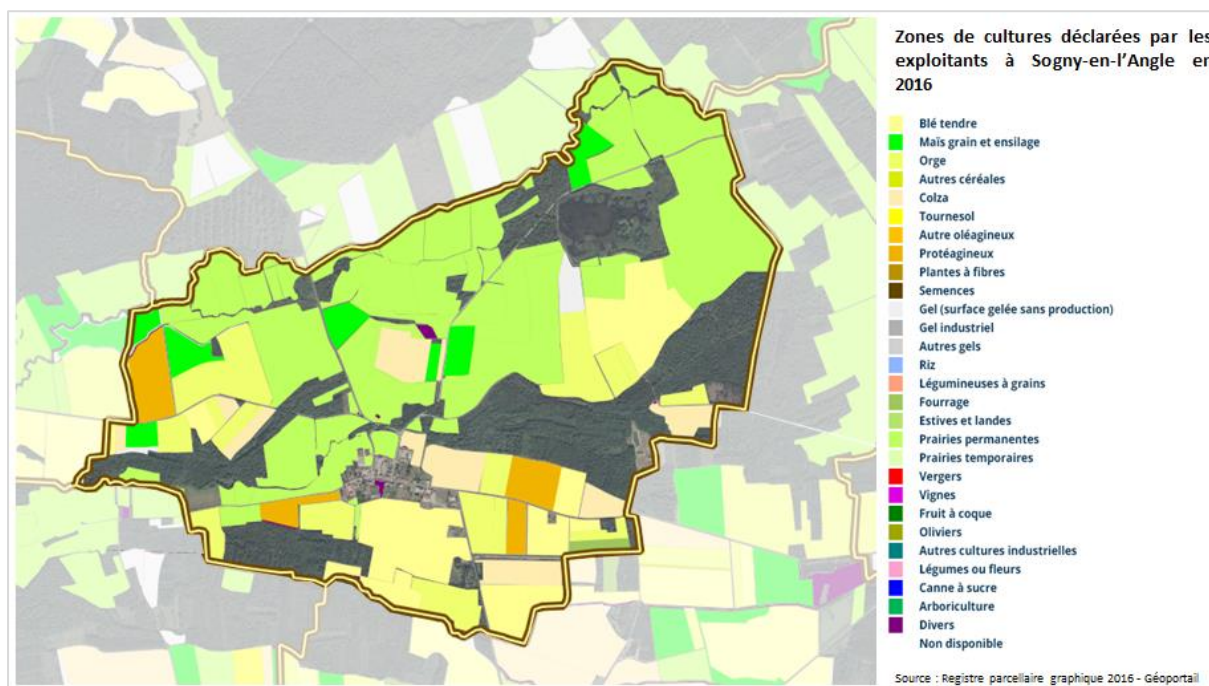 Zones de cultures déclarées par les
exploitants à Sogny-en-l'Angle en
2016
Blé tendre
Maïs grain et ensilage
Orge
Autres céréales
Colza
Tournesol
Autre oléagineux
Protéagineux
Plantes à fibres
Semences
Gel (surface gelée sans production)
Gel industriel
Autres gels
Riz
Légumineuses à grains
Fourrage
Estives et landes
Prairies permanentes
Prairies temporaires
Vergers
Vignes
Fruit à coque
Oliviers
Autres cultures industrielles
Légumes ou fleurs
Canne à sucre
Arboriculture
Divers
Non disponible
Source : Registre parcellaire graphique 2016 - Géoportail